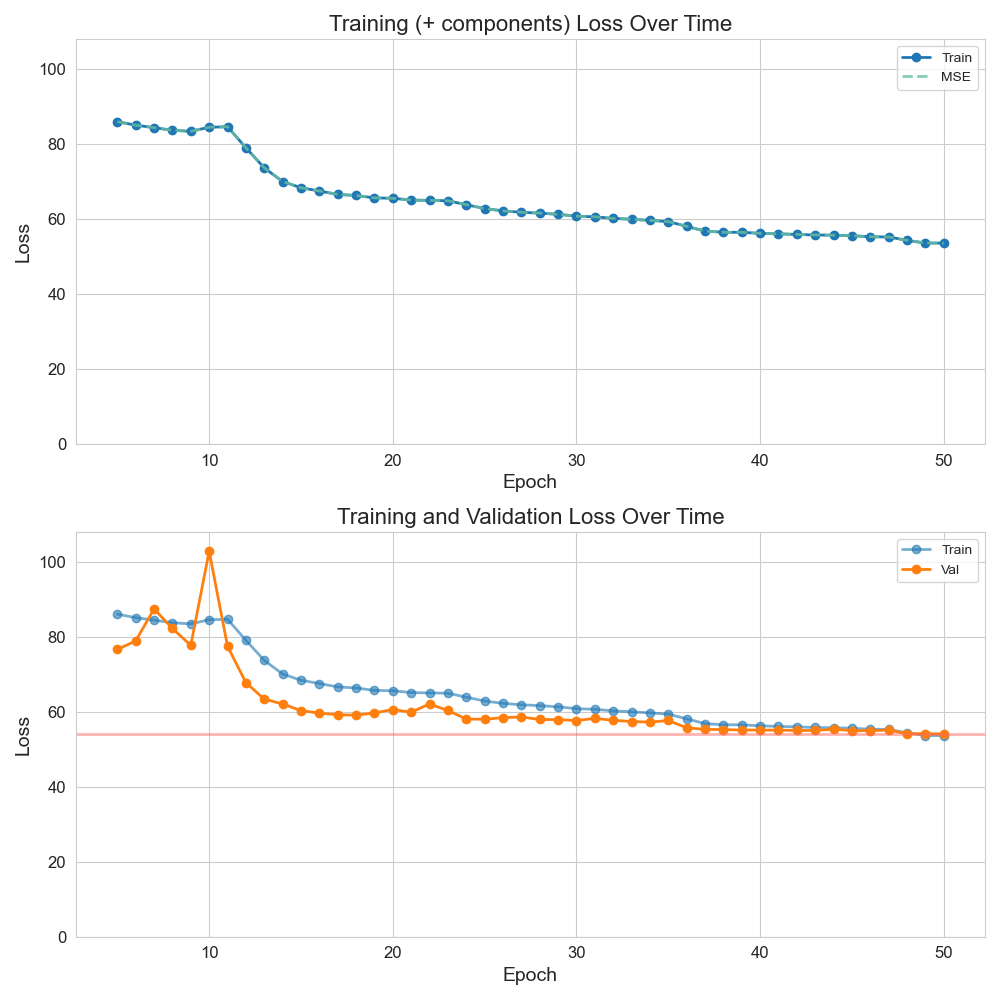 Training (+ components) Loss Over Time
Train
MSE
100
80
60
40
20
0
Loss
10 20 30 40 50
Epoch
Training and Validation Loss Over Time
Train
Val
100
80
60
40
20
0
Loss
10 20 30 40 50
Epoch